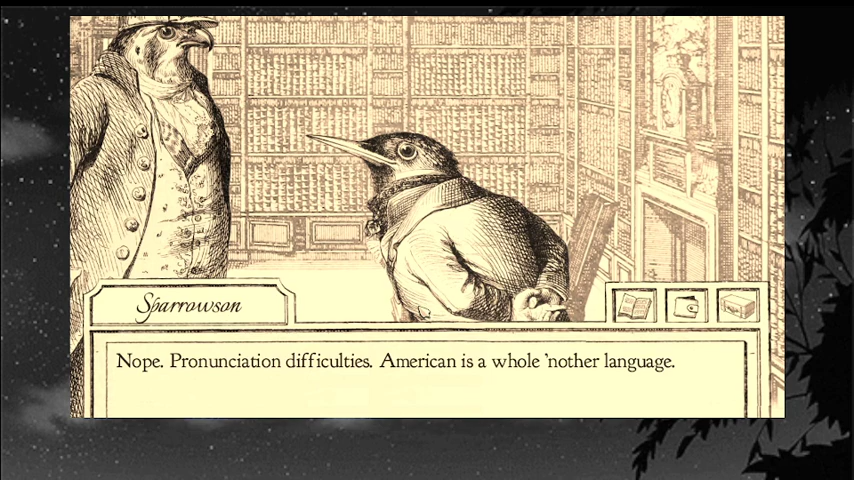 Sparrowson
Nope. Pronunciation difficulties. American is a whole 'nother language.